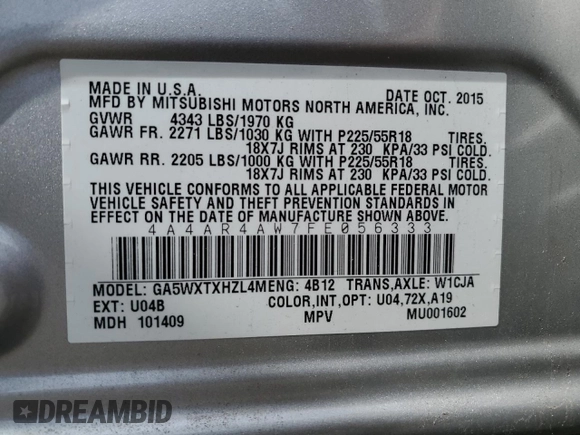 MADE IN U.S.A. DATE OCT. 2015
MFD BY MITSUBISHI MOTORS NORTH AMERICA, INC.
GVWR 4343 LBS/1970 KG
GAWR FR. 2271 LBS/1030 KG WITH P225/55R18 TIRES,
18X7J RIMS AT 230 KPA/33 PSI COLD.
GAWR RR. 2205 LBS/1000 KG WITH P225/55R18 TIRES,
18X7J RIMS AT 230 KPA/33 PSI COLD.
THIS VEHICLE CONFORMS TO ALL APPLICABLE FEDERAL MOTOR
VEHICLE SAFETY AND THEFT PREVENTION STANDARDS IN
EFFECT ON THE DATE OF MANUFACTURE SHOWN ABOVE.
4A4AR4AW7FE056333
MODEL: GA5WXTXHZL4M ENG: 4B12 TRANS,AXLE: W1CJA
EXT: U04B COLOR,INT,OPT: U04,72X,A19
MDH 101409 MPV MU001602
DREAMBID